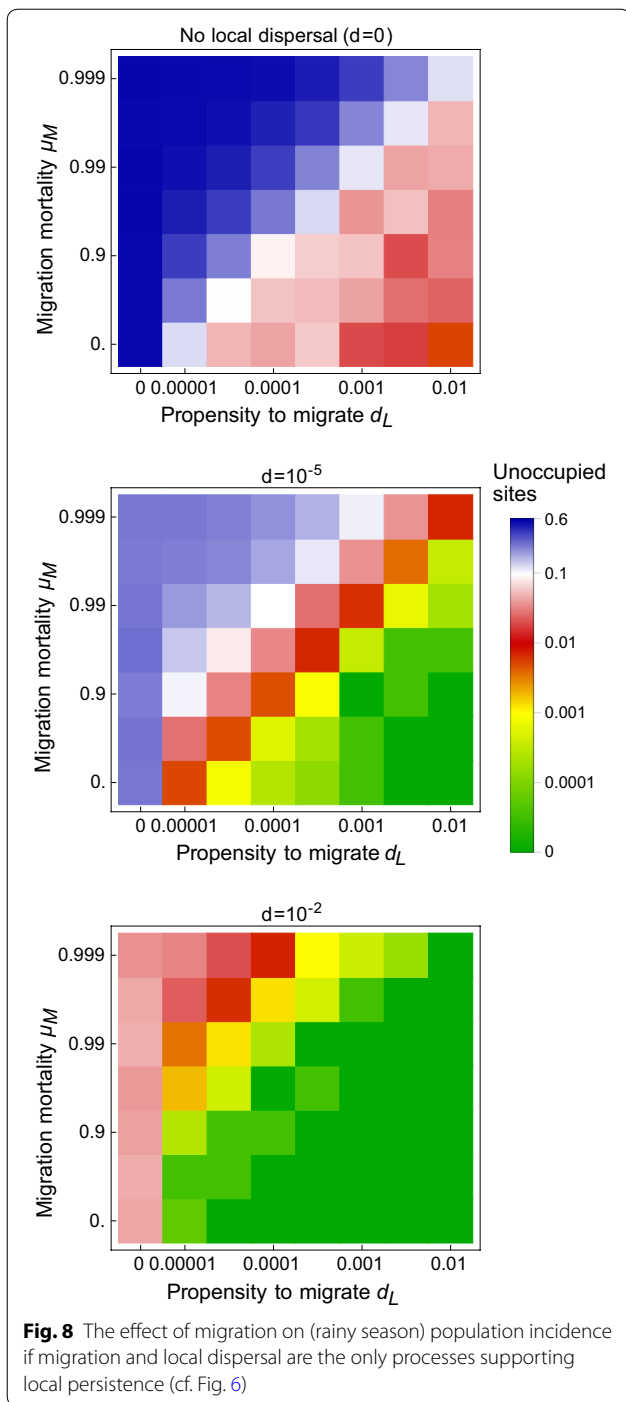 No local dispersal (d=0)
Migration mortality μM
0.999
0.99
0.9
0.
0 0.00001 0.0001 0.001 0.01
Propensity to migrate dL
d=10-5
Migration mortality μM
0.999
0.99
0.9
0.
0 0.00001 0.0001 0.001 0.01
Propensity to migrate dL
Unoccupied
sites
0.6
0.1
0.01
0.001
0.0001
0
d=10-2
Migration mortality μM
0.999
0.99
0.9
0.
0 0.00001 0.0001 0.001 0.01
Propensity to migrate dL
Fig. 8 The effect of migration on (rainy season) population incidence
if migration and local dispersal are the only processes supporting
local persistence (cf. Fig. 6)